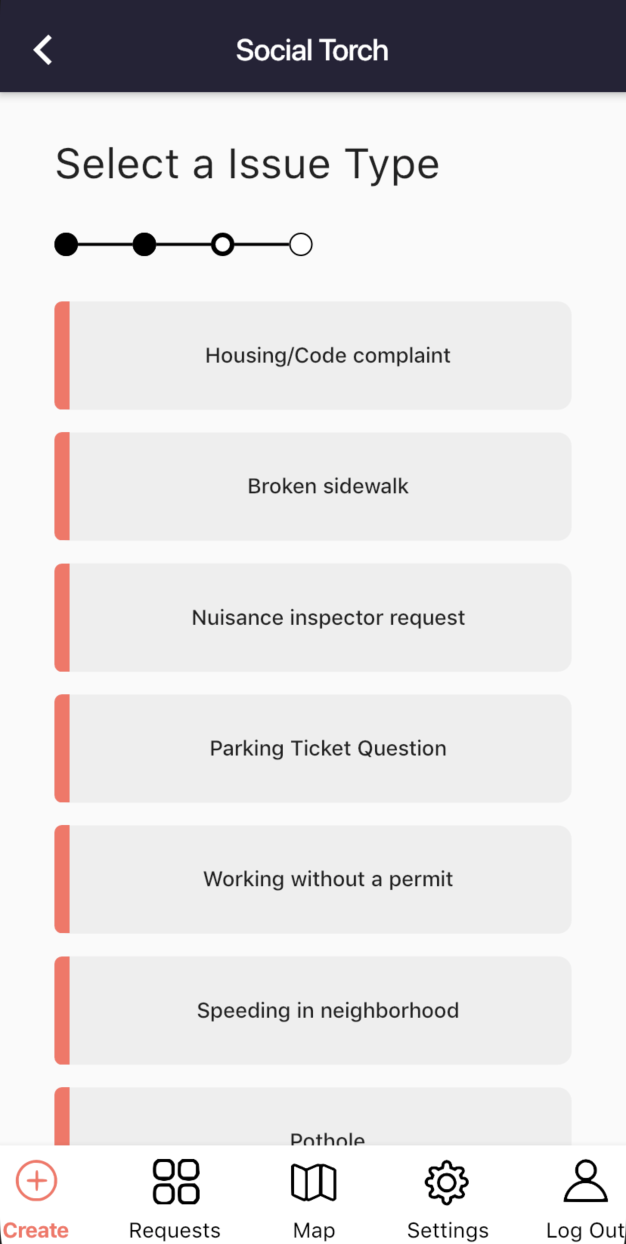 Social Torch
Select a Issue Type
Housing/Code complaint
Broken sidewalk
Nuisance inspector request
Parking Ticket Question
Working without a permit
Speeding in neighborhood
Pothole
Create
Requests
Map
Settings
Log Out